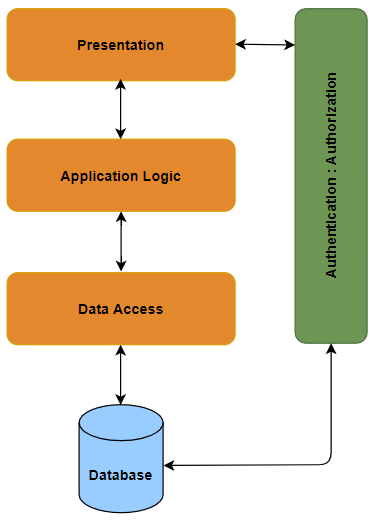 Presentation
Application Logic
Data Access
Database
Authentication : Authorization